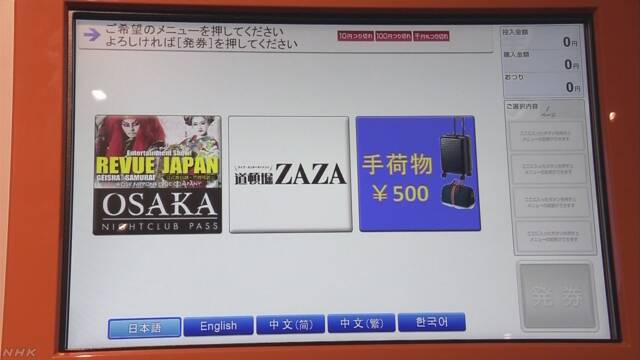 ご希望のメニューを押してください
よろしければ[発券]を押してください
10円つり切れ
100円つり切れ
千円札つり切れ
投入金額
0円
購入金額
0円
おつり
0円
ご選択内容
/
ページ
Entertainment Show!
REVUE JAPAN
GEISHA & SAMURAI
OSAKA
NIGHTCLUB PASS
道頓堀 ZAZA
手荷物
¥500
発券
日本語
English
中文(简)
中文(繁)
한국어
NHK